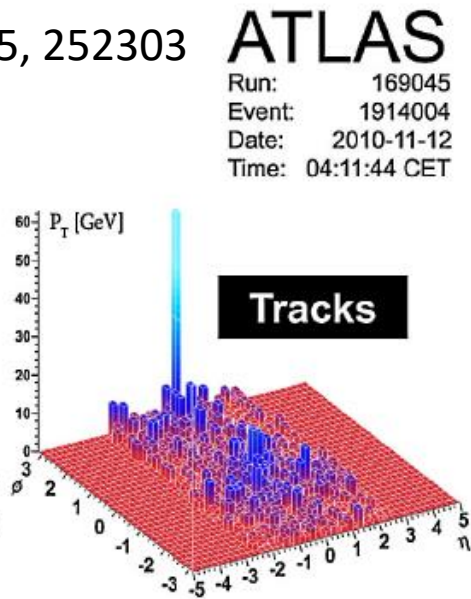 5, 252303
ATLAS
Run: 169045
Event: 1914004
Date: 2010-11-12
Time: 04:11:44 CET
P_T [GeV]
Tracks
60
50
40
30
20
10
0
3
ϕ
2
1
0
-1
-2
-3
-5 -4 -3 -2 -1 0 1 2 3 4 5
η